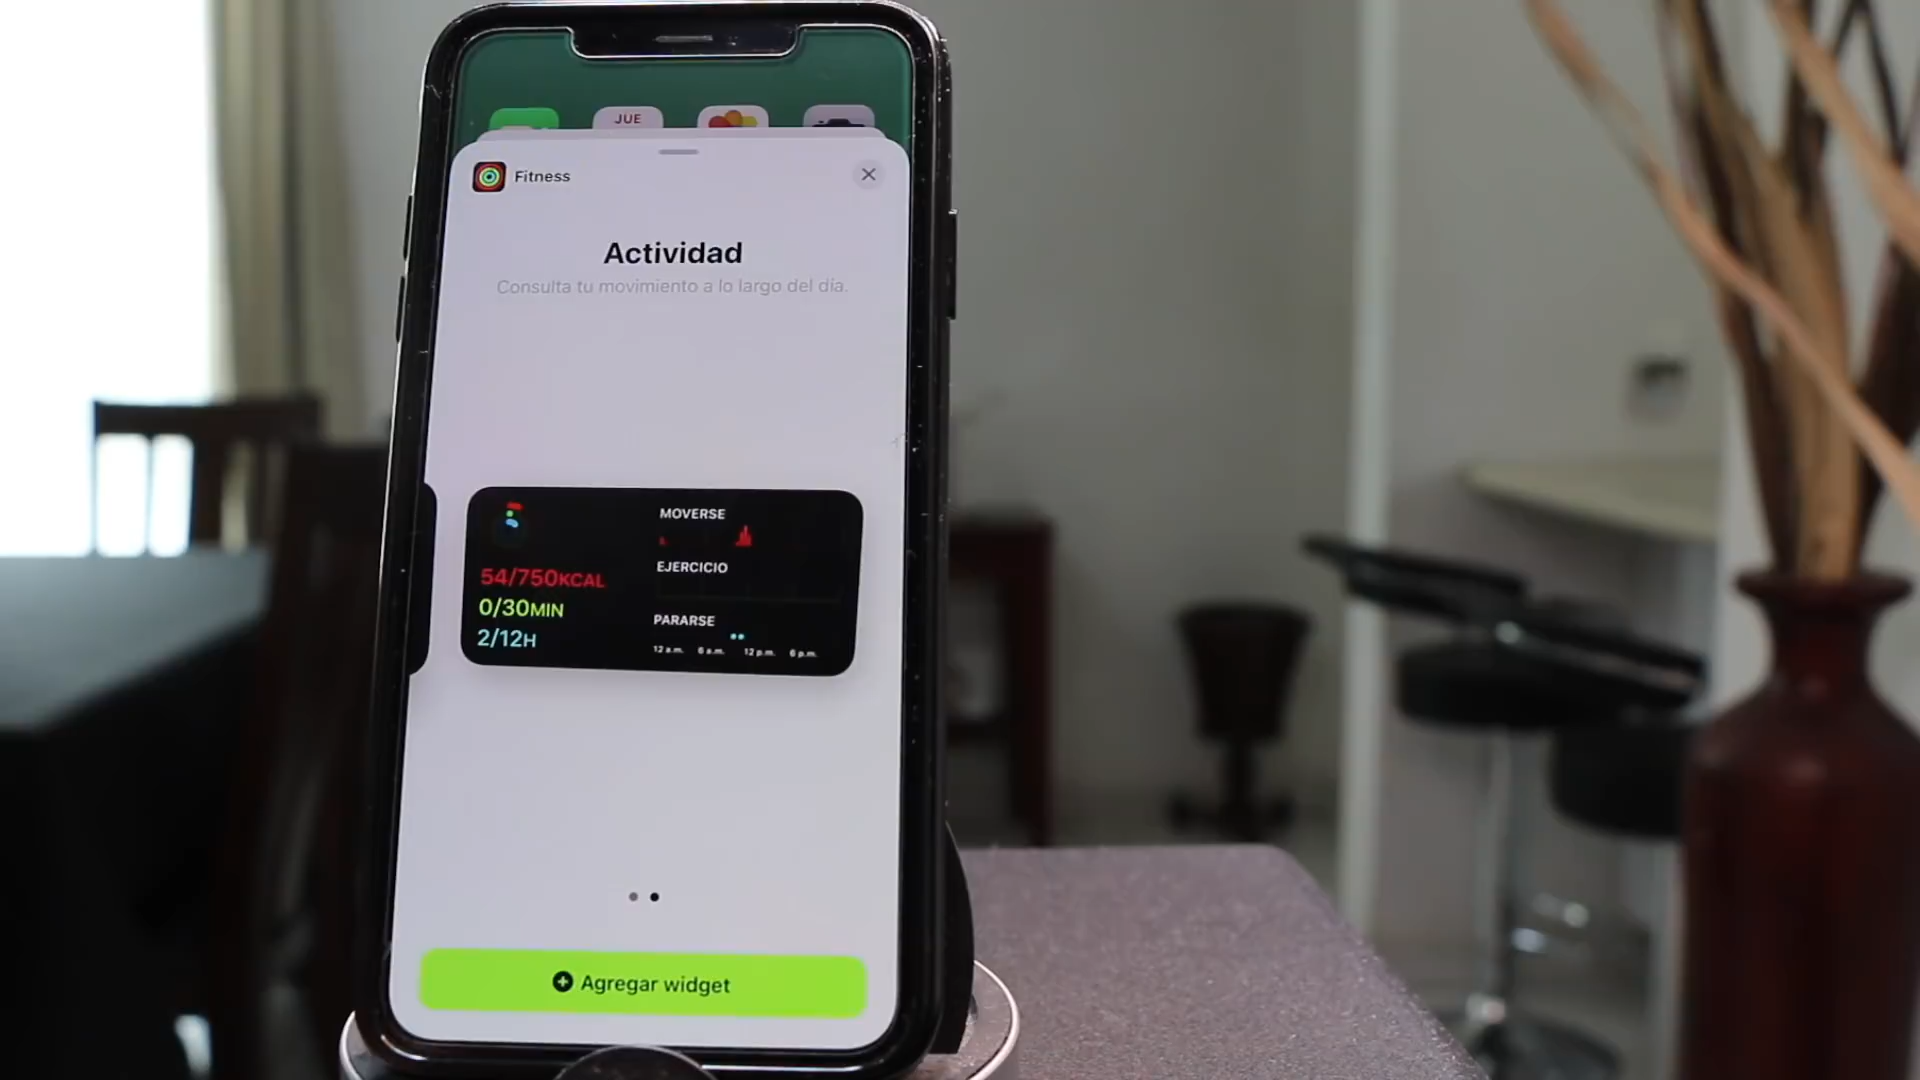 JUE
Fitness
Actividad
Consulta tu movimiento a lo largo del día.
54/750KCAL
0/30MIN
2/12H
MOVERSE
EJERCICIO
PARARSE
12 a.m. 6 a.m. 12 p.m. 6 p.m.
Agregar widget